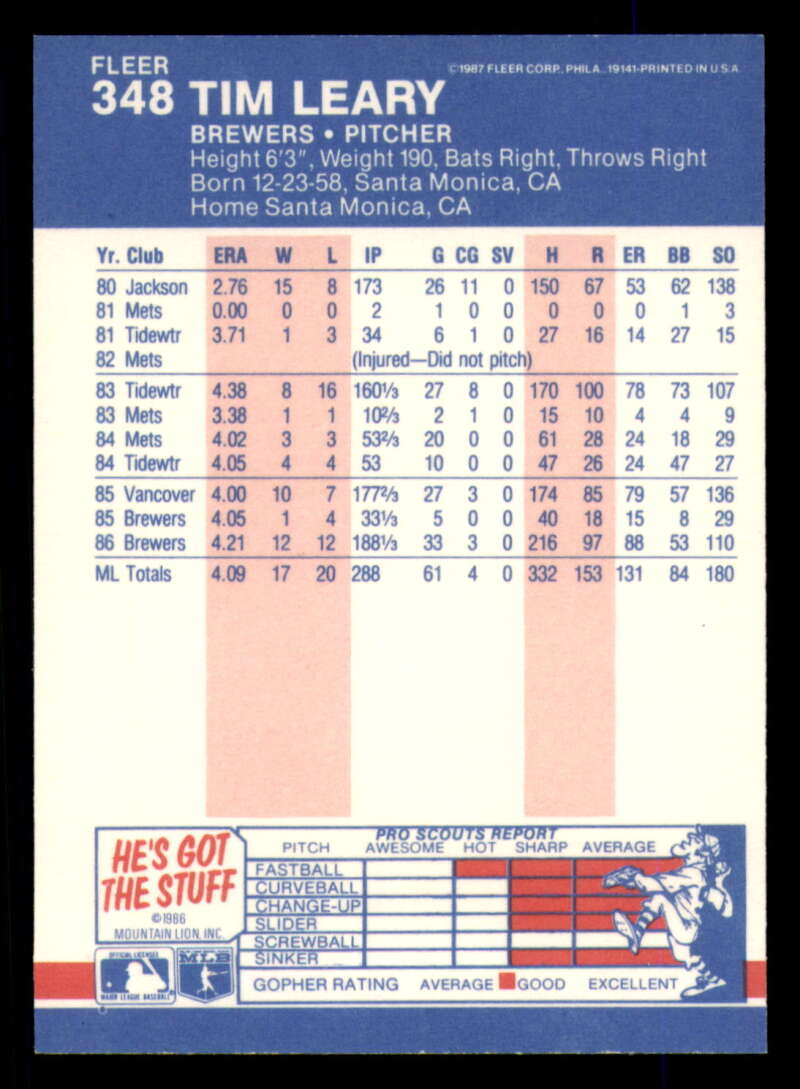 FLEER
©1987 FLEER CORP., PHILA., 19141-PRINTED IN U.S.A.
348 TIM LEARY
BREWERS • PITCHER
Height 6'3", Weight 190, Bats Right, Throws Right
Born 12-23-58, Santa Monica, CA
Home Santa Monica, CA
Yr. Club ERA W L IP G CG SV H R ER BB SO
80 Jackson 2.76 15 8 173 26 11 0 150 67 53 62 138
81 Mets 0.00 0 0 2 1 0 0 0 0 0 1 3
81 Tidewtr 3.71 1 3 34 6 1 0 27 16 14 27 15
82 Mets (Injured—Did not pitch)
83 Tidewtr 4.38 8 16 160⅓ 27 8 0 170 100 78 73 107
83 Mets 3.38 1 1 10⅔ 2 1 0 15 10 4 4 9
84 Mets 4.02 3 3 53⅔ 20 0 0 61 28 24 18 29
84 Tidewtr 4.05 4 4 53 10 0 0 47 26 24 47 27
85 Vancover 4.00 10 7 177⅔ 27 3 0 174 85 79 57 136
85 Brewers 4.05 1 4 33⅓ 5 0 0 40 18 15 8 29
86 Brewers 4.21 12 12 188⅓ 33 3 0 216 97 88 53 110
ML Totals 4.09 17 20 288 61 4 0 332 153 131 84 180
HE'S GOT
THE STUFF
©1986
MOUNTAIN LION, INC.
PRO SCOUTS REPORT
PITCH AWESOME HOT SHARP AVERAGE
FASTBALL
CURVEBALL
CHANGE-UP
SLIDER
SCREWBALL
SINKER
GOPHER RATING AVERAGE GOOD EXCELLENT
OFFICIAL LICENSEE
MAJOR LEAGUE BASEBALL®
MLB